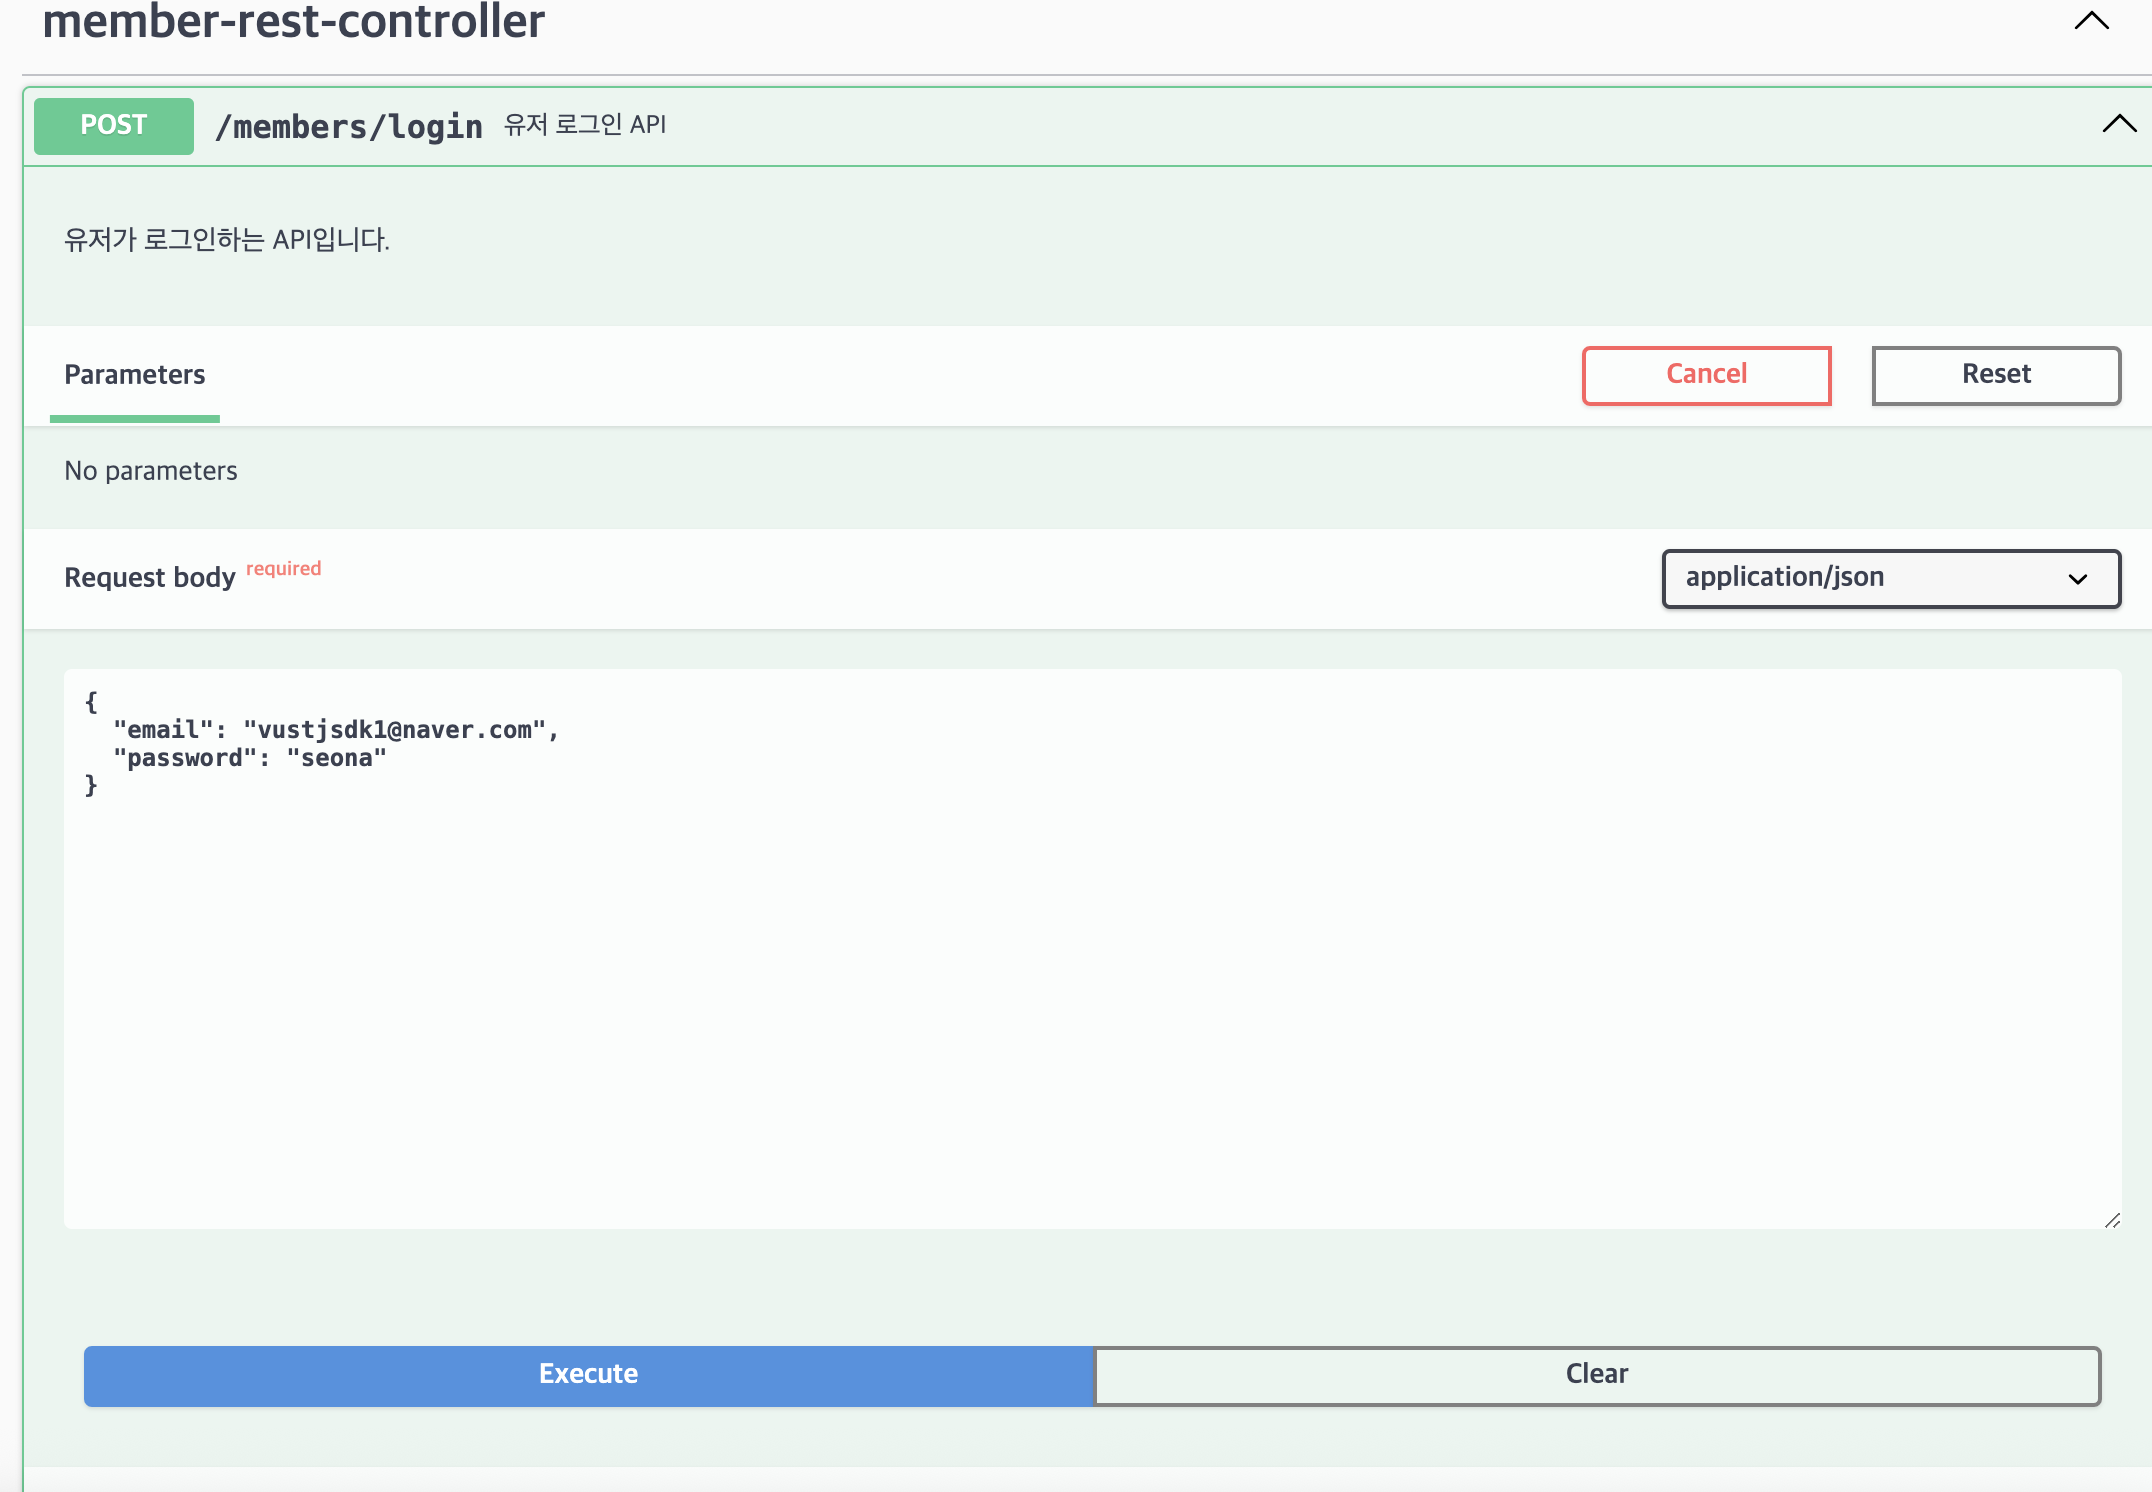 member-rest-controller
POST /members/login 유저 로그인 API
유저가 로그인하는 API입니다.
Parameters
Cancel
Reset
No parameters
Request body required
application/json
{
"email": "vustjsdk1@naver.com",
"password": "seona"
}
Execute
Clear